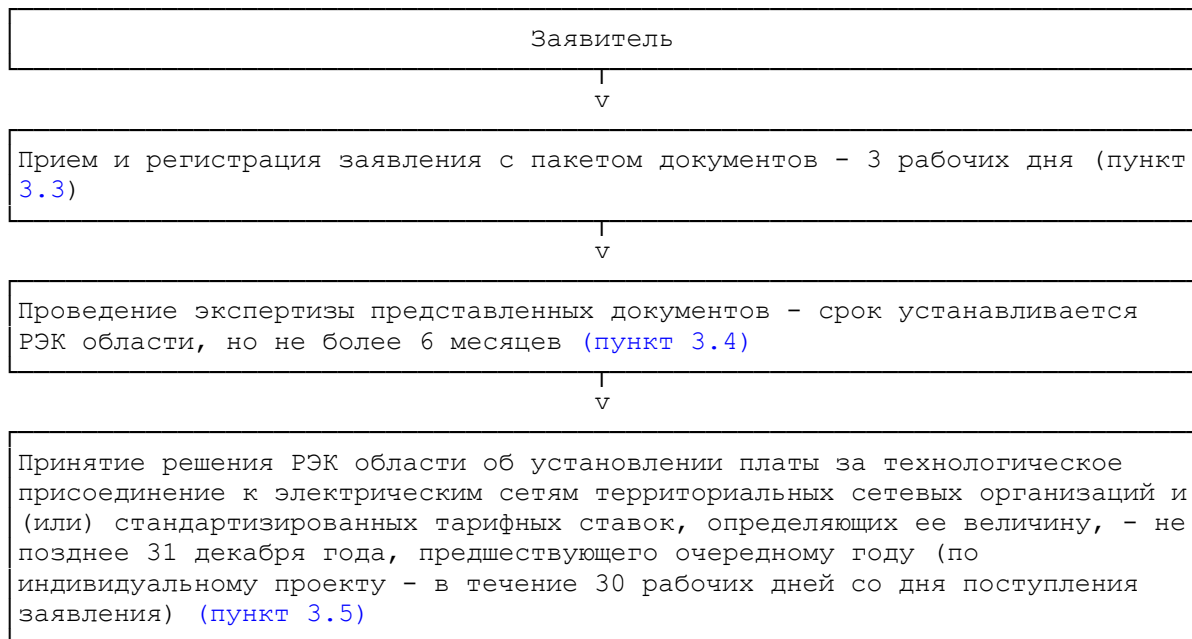 Заявитель
v
Прием и регистрация заявления с пакетом документов - 3 рабочих дня (пункт
3.3)
v
Проведение экспертизы представленных документов - срок устанавливается
РЭК области, но не более 6 месяцев (пункт 3.4)
v
Принятие решения РЭК области об установлении платы за технологическое
присоединение к электрическим сетям территориальных сетевых организаций и
(или) стандартизированных тарифных ставок, определяющих ее величину, - не
позднее 31 декабря года, предшествующего очередному году (по
индивидуальному проекту - в течение 30 рабочих дней со дня поступления
заявления) (пункт 3.5)